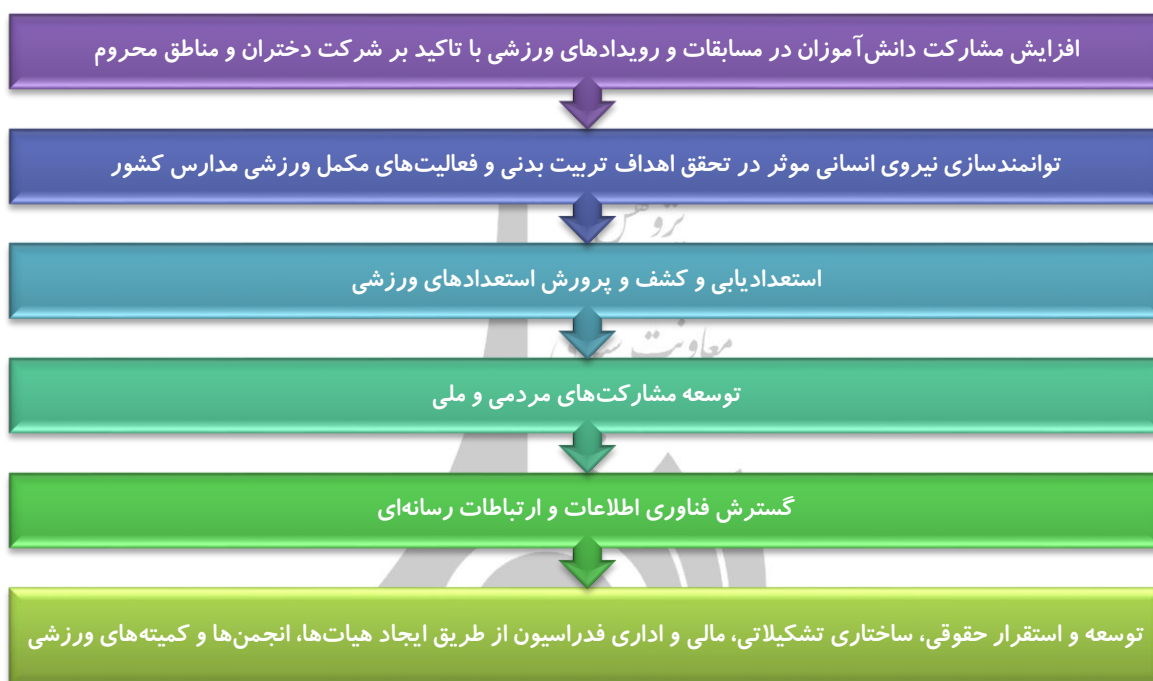 افزایش مشارکت دانش‌آموزان در مسابقات و رویدادهای ورزشی با تاکید بر شرکت دختران و مناطق محروم
توانمندسازی نیروی انسانی موثر در تحقق اهداف تربیت بدنی و فعالیت‌های مکمل ورزشی مدارس کشور
پژوهش
استعدادیابی و کشف و پرورش استعدادهای ورزشی
معاونت
توسعه مشارکت‌های مردمی و ملی
گسترش فناوری اطلاعات و ارتباطات رسانه‌ای
توسعه و استقرار حقوقی، ساختاری تشکیلاتی، مالی و اداری فدراسیون از طریق ایجاد هیات‌ها، انجمن‌ها و کمیته‌های ورزشی